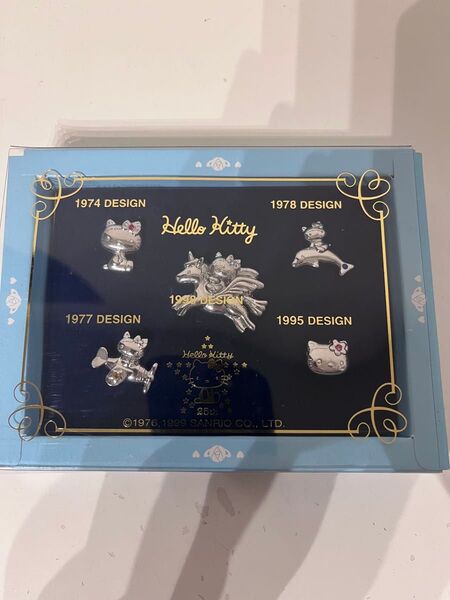 1974 DESIGN
Hello Kitty
1978 DESIGN
1998 DESIGN
1977 DESIGN
1995 DESIGN
Hello Kitty
25th
©1976,1999 SANRIO CO., LTD.